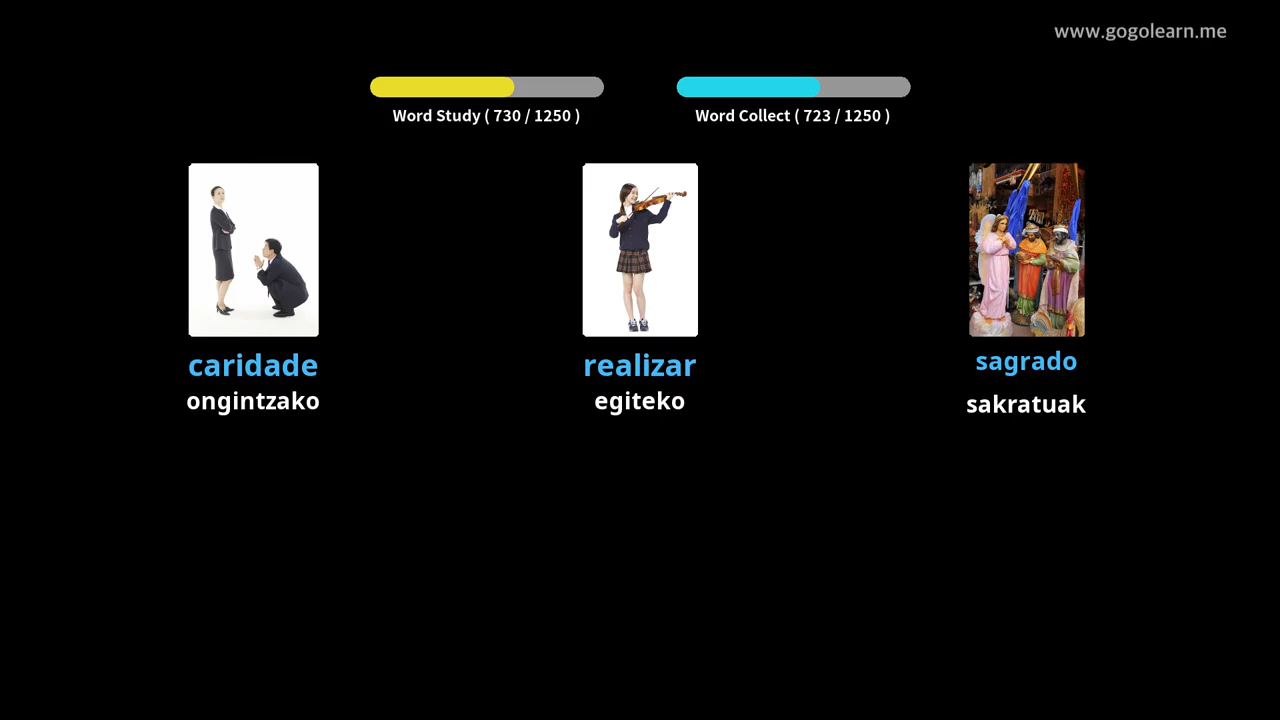 www.gogolearn.me
Word Study ( 730 / 1250 )
Word Collect ( 723 / 1250 )
caridade
ongintzako
realizar
egiteko
sagrado
sakratuak